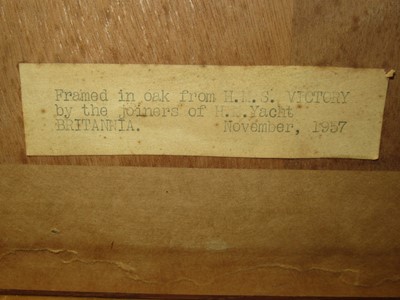 Framed in oak from H.M.S. VICTORY
by the joiners of H.M.Yacht
BRITANNIA. November, 1957